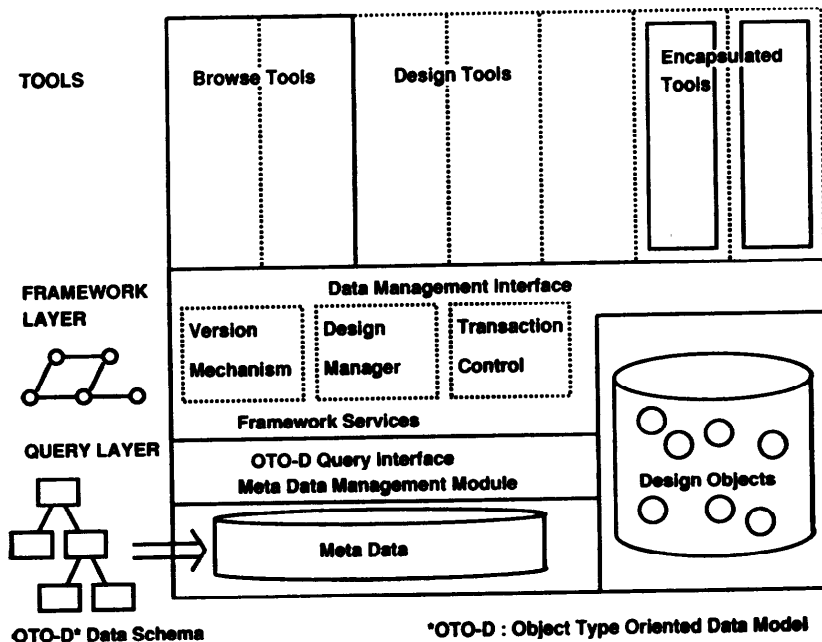 TOOLS
Browse Tools
Design Tools
Encapsulated
Tools
FRAMEWORK
LAYER
Data Management Interface
Version
Mechanism
Design
Manager
Transaction
Control
Framework Services
QUERY LAYER
OTO-D Query Interface
Meta Data Management Module
Design Objects
Meta Data
OTO-D* Data Schema
*OTO-D : Object Type Oriented Data Model